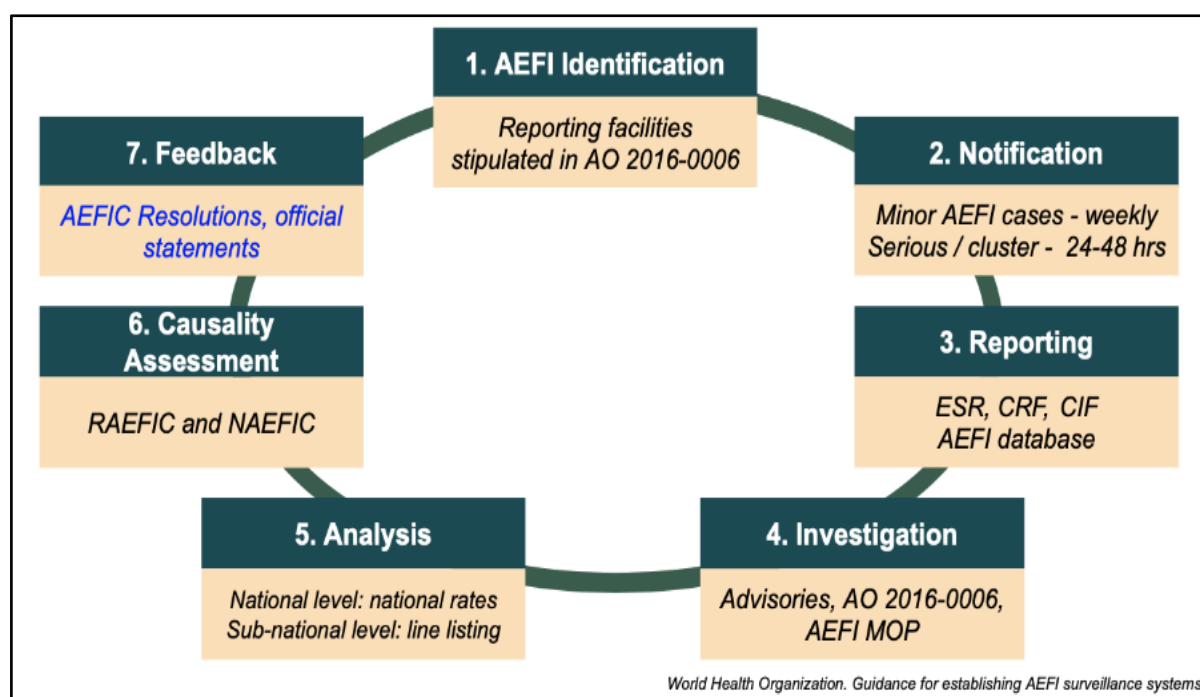 1. AEFI Identification
Reporting facilities
stipulated in AO 2016-0006
2. Notification
Minor AEFI cases - weekly
Serious / cluster - 24-48 hrs
3. Reporting
ESR, CRF, CIF
AEFI database
4. Investigation
Advisories, AO 2016-0006,
AEFI MOP
5. Analysis
National level: national rates
Sub-national level: line listing
6. Causality
Assessment
RAEFIC and NAEFIC
7. Feedback
AEFIC Resolutions, official
statements
World Health Organization. Guidance for establishing AEFI surveillance systems